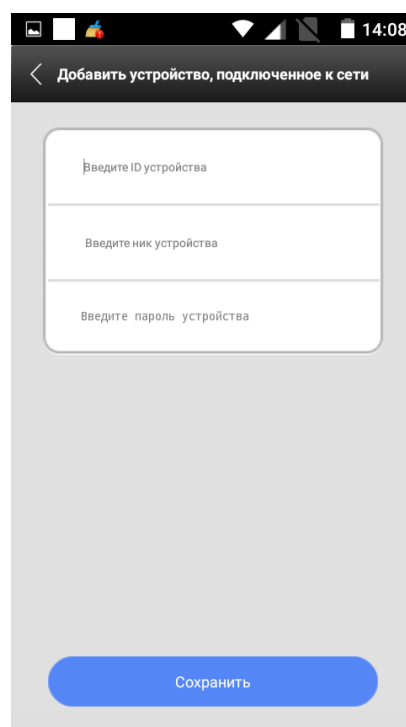 14:08
Добавить устройство, подключенное к сети
Введите ID устройства
Введите ник устройства
Введите пароль устройства
Сохранить